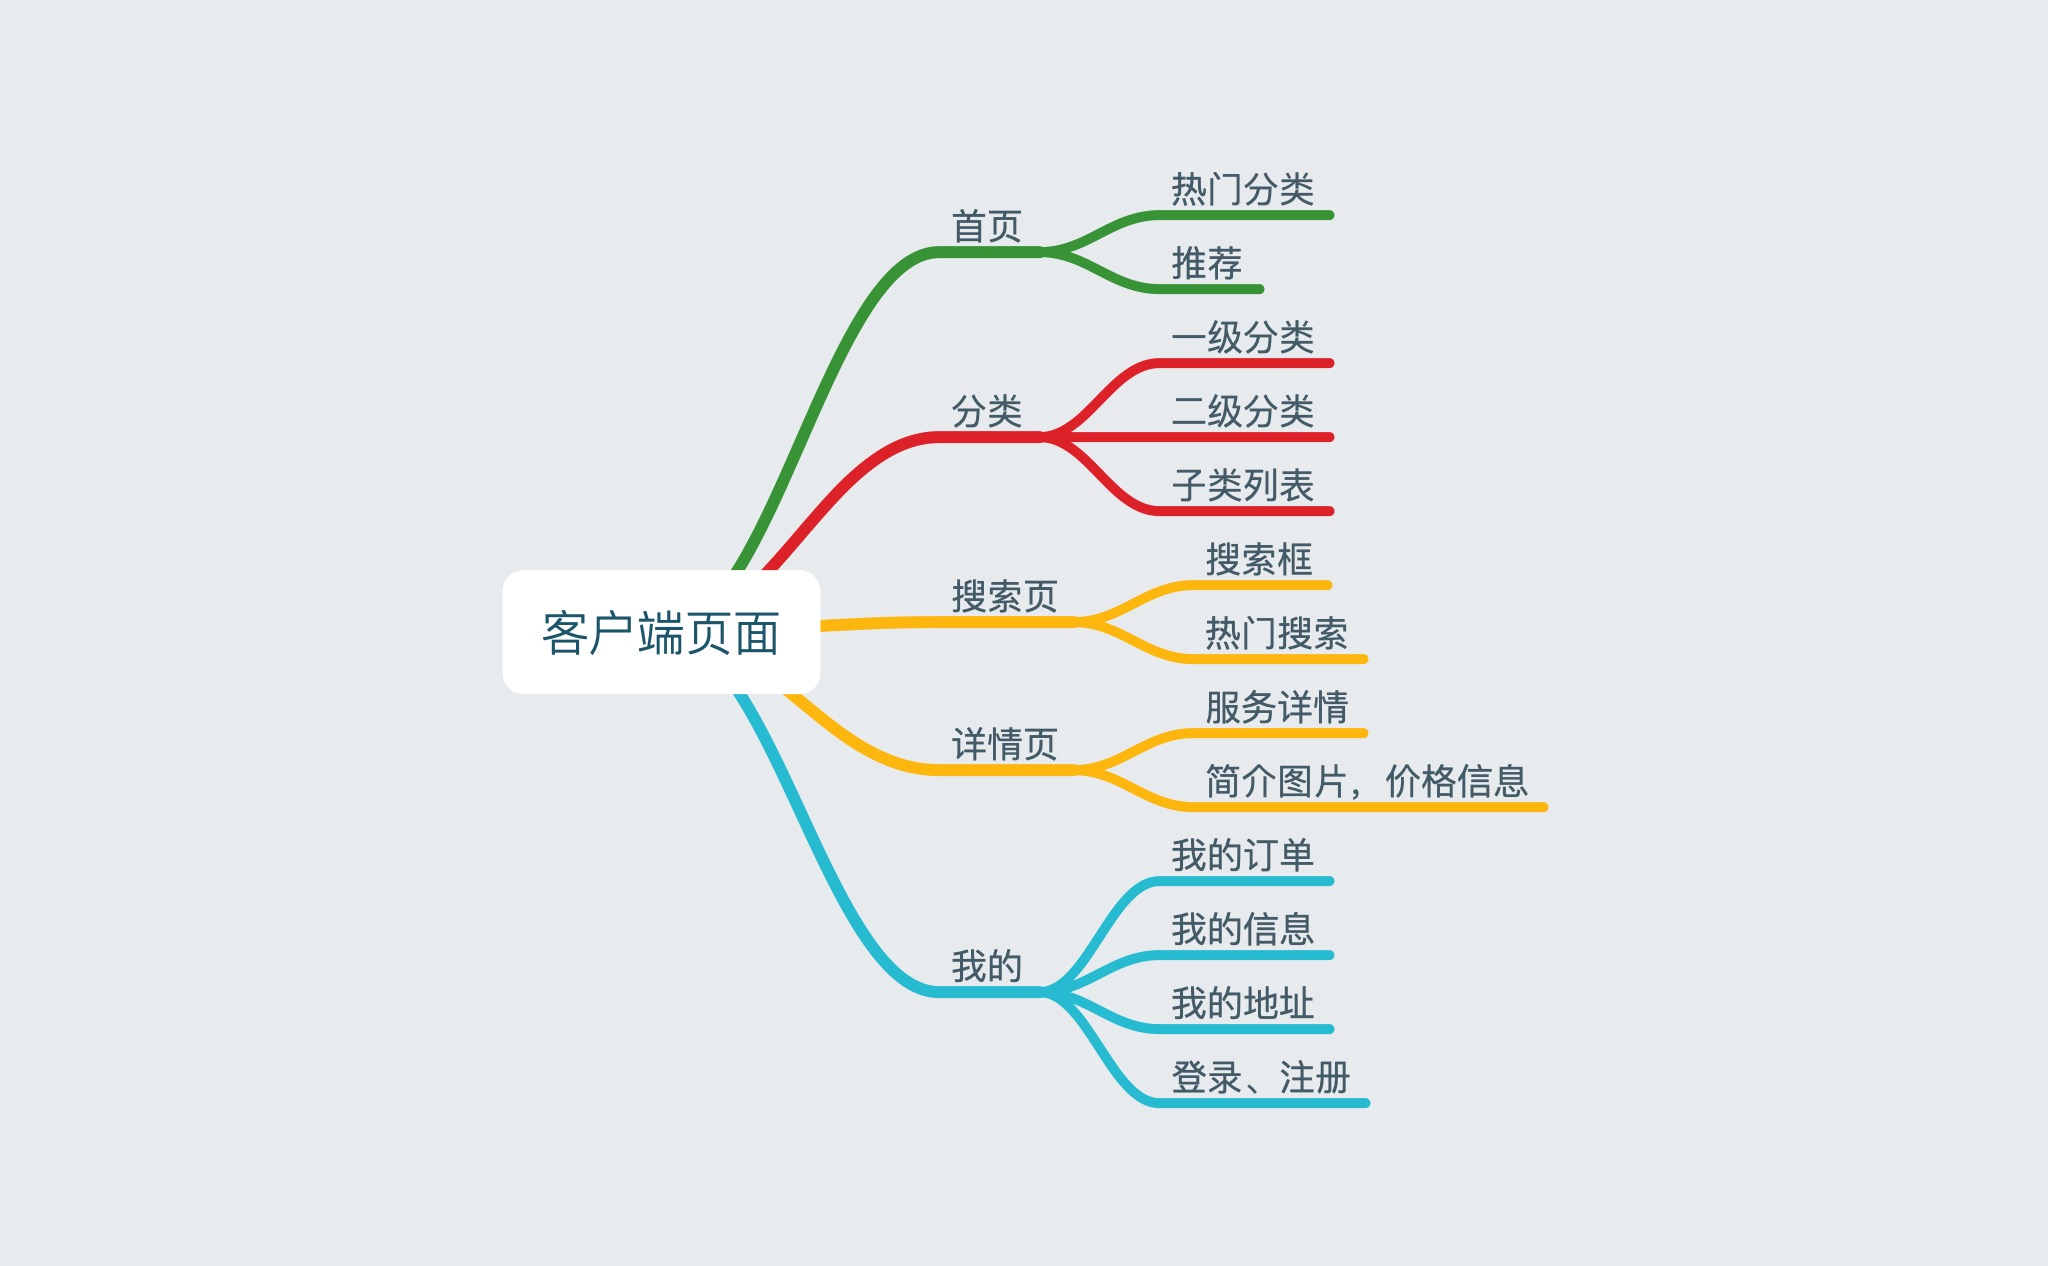 客户端页面
首页
热门分类
推荐
分类
一级分类
二级分类
子类列表
搜索页
搜索框
热门搜索
详情页
服务详情
简介图片，价格信息
我的
我的订单
我的信息
我的地址
登录、注册